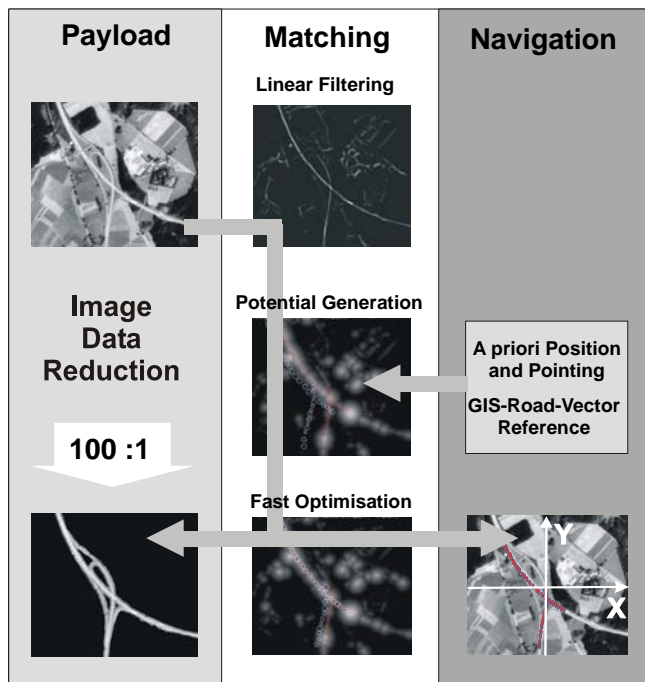 Payload
Matching
Navigation
Linear Filtering
Image
Data
Reduction
100 :1
Potential Generation
A priori Position
and Pointing
GIS-Road-Vector
Reference
Fast Optimisation
Y
X